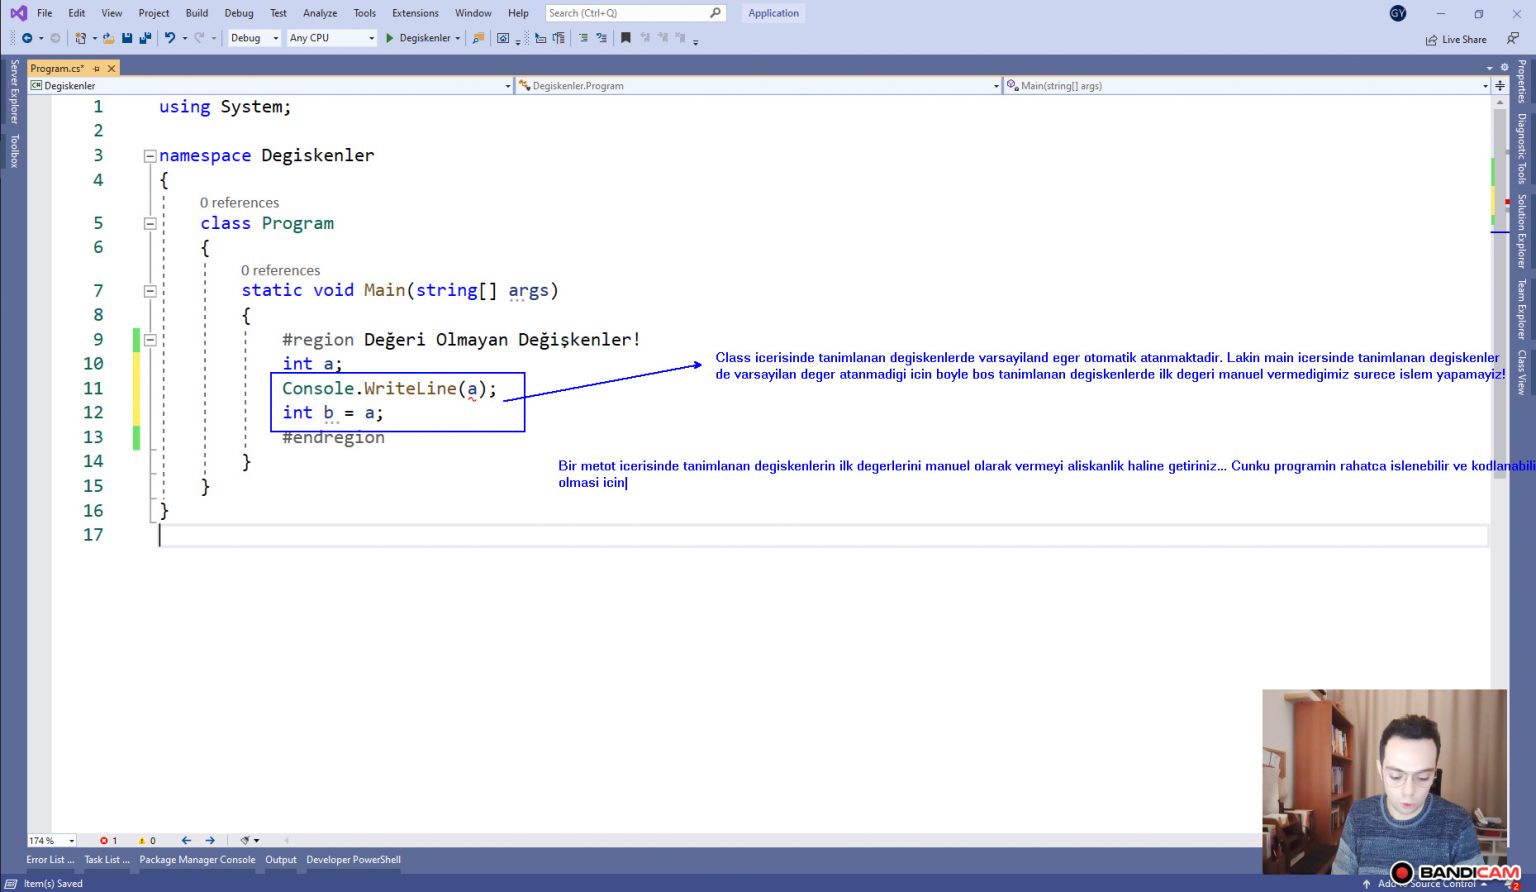 File Edit View Project Build Debug Test Analyze Tools Extensions Window Help Search (Ctrl+Q) Application GY
Debug Any CPU Degiskenler Live Share
Program.cs*
Degiskenler Degiskenler.Program Main(string[] args)
Server Explorer
Toolbox
Properties
Diagnostic Tools
Solution Explorer
Team Explorer
Class View
1 using System;
2
3 namespace Degiskenler
4 {
0 references
5 class Program
6 {
0 references
7 static void Main(string[] args)
8 {
9 #region Değeri Olmayan Değişkenler!
10 int a;
11 Console.WriteLine(a);
12 int b = a;
13 #endregion
14 }
15 }
16 }
17
Class icerisinde tanimlanan degiskenlerde varsayiland eger otomatik atanmaktadir. Lakin main icersinde tanimlanan degiskenler
de varsayilan deger atanmadigi icin boyle bos tanimlanan degiskenlerde ilk degeri manuel vermedigimiz surece islem yapamayiz!
Bir metot icerisinde tanimlanan degiskenlerin ilk degerlerini manuel olarak vermeyi aliskanlik haline getiriniz... Cunku programin rahatca islenebilir ve kodlanabili
olmasi icin
174 % 1 0
Error List ... Task List ... Package Manager Console Output Developer PowerShell
Item(s) Saved Add to Source Control 2
BANDICAM